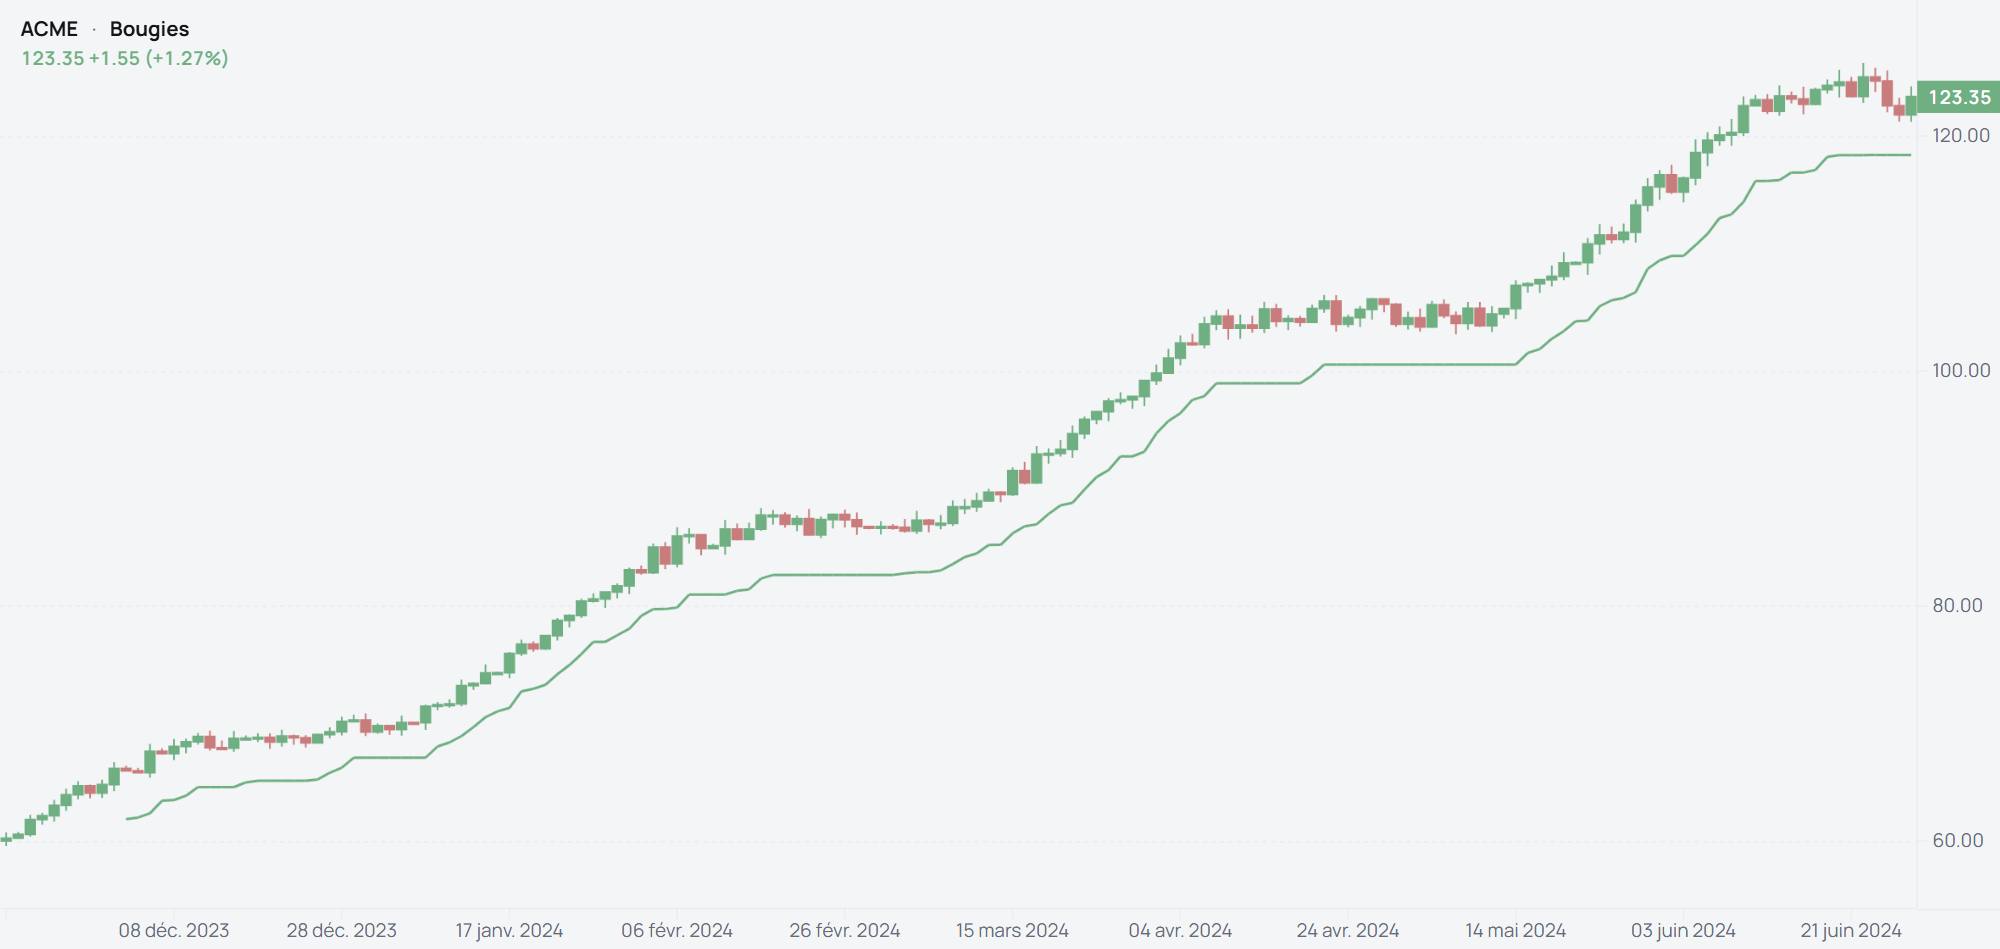 ACME · Bougies
123.35 +1.55 (+1.27%)
123.35
120.00
100.00
80.00
60.00
08 déc. 2023
28 déc. 2023
17 janv. 2024
06 févr. 2024
26 févr. 2024
15 mars 2024
04 avr. 2024
24 avr. 2024
14 mai 2024
03 juin 2024
21 juin 2024